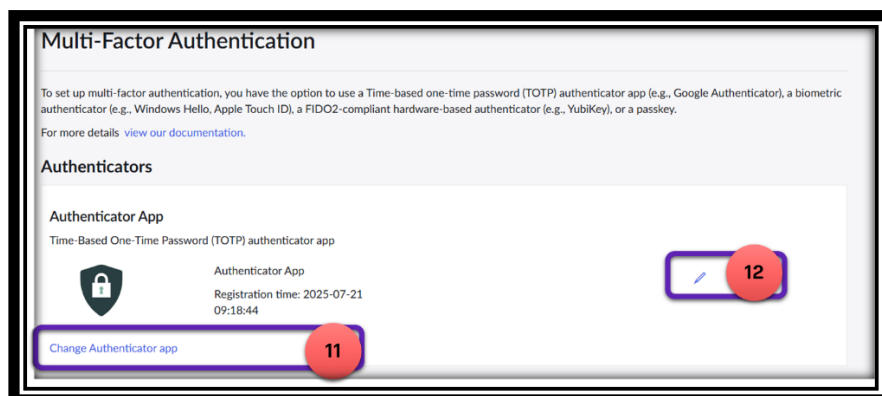 Multi-Factor Authentication
To set up multi-factor authentication, you have the option to use a Time-based one-time password (TOTP) authenticator app (e.g., Google Authenticator), a biometric
authenticator (e.g., Windows Hello, Apple Touch ID), a FIDO2-compliant hardware-based authenticator (e.g., YubiKey), or a passkey.
For more details view our documentation.
Authenticators
Authenticator App
Time-Based One-Time Password (TOTP) authenticator app
Authenticator App
Registration time: 2025-07-21
09:18:44
12
Change Authenticator app
11